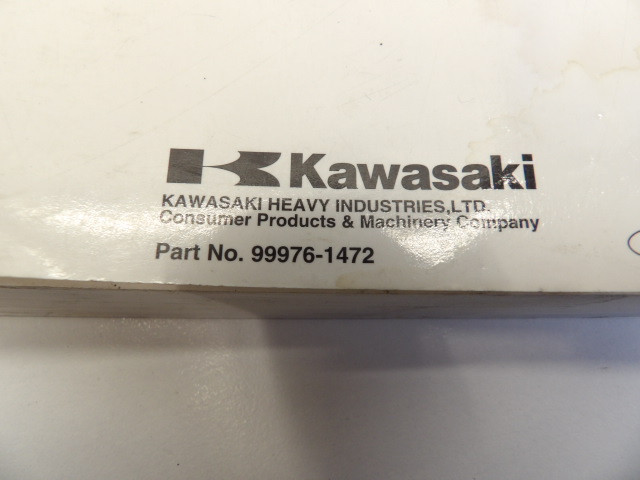 Kawasaki
KAWASAKI HEAVY INDUSTRIES,LTD.
Consumer Products & Machinery Company
Part No. 99976-1472